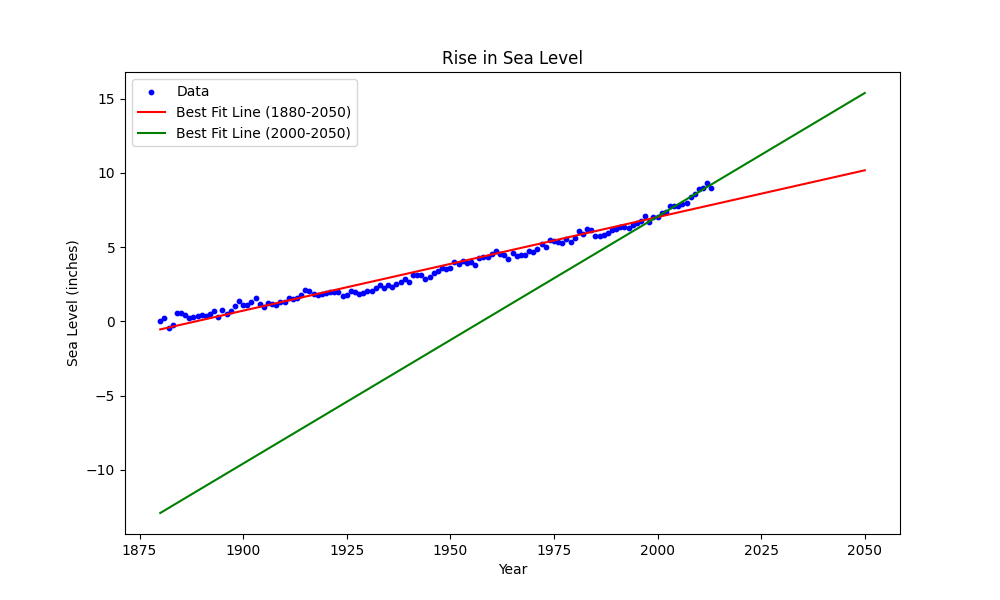 Rise in Sea Level
Data
Best Fit Line (1880-2050)
Best Fit Line (2000-2050)
Sea Level (inches)
15
10
5
0
−5
−10
1875 1900 1925 1950 1975 2000 2025 2050
Year